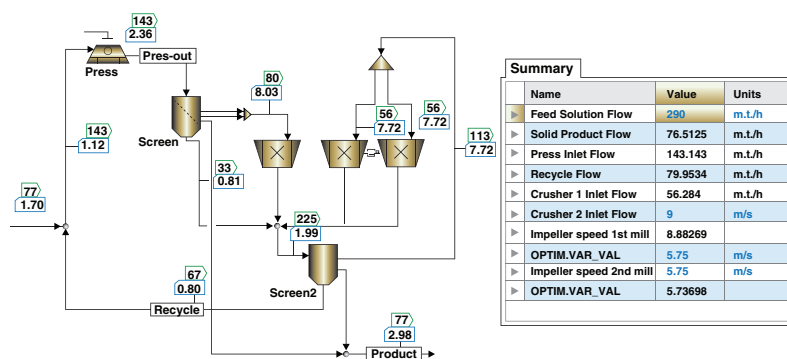 143
2.36
Press
Pres-out
80
8.03
Screen
143
1.12
33
0.81
56
7.72
56
7.72
113
7.72
77
1.70
225
1.99
Screen2
67
0.80
Recycle
77
2.98
Product
Summary
Name Value Units
Feed Solution Flow 290 m.t./h
Solid Product Flow 76.5125 m.t./h
Press Inlet Flow 143.143 m.t./h
Recycle Flow 79.9534 m.t./h
Crusher 1 Inlet Flow 56.284 m.t./h
Crusher 2 Inlet Flow 9 m/s
Impeller speed 1st mill 8.88269
OPTIM.VAR_VAL 5.75 m/s
Impeller speed 2nd mill 5.75 m/s
OPTIM.VAR_VAL 5.73698